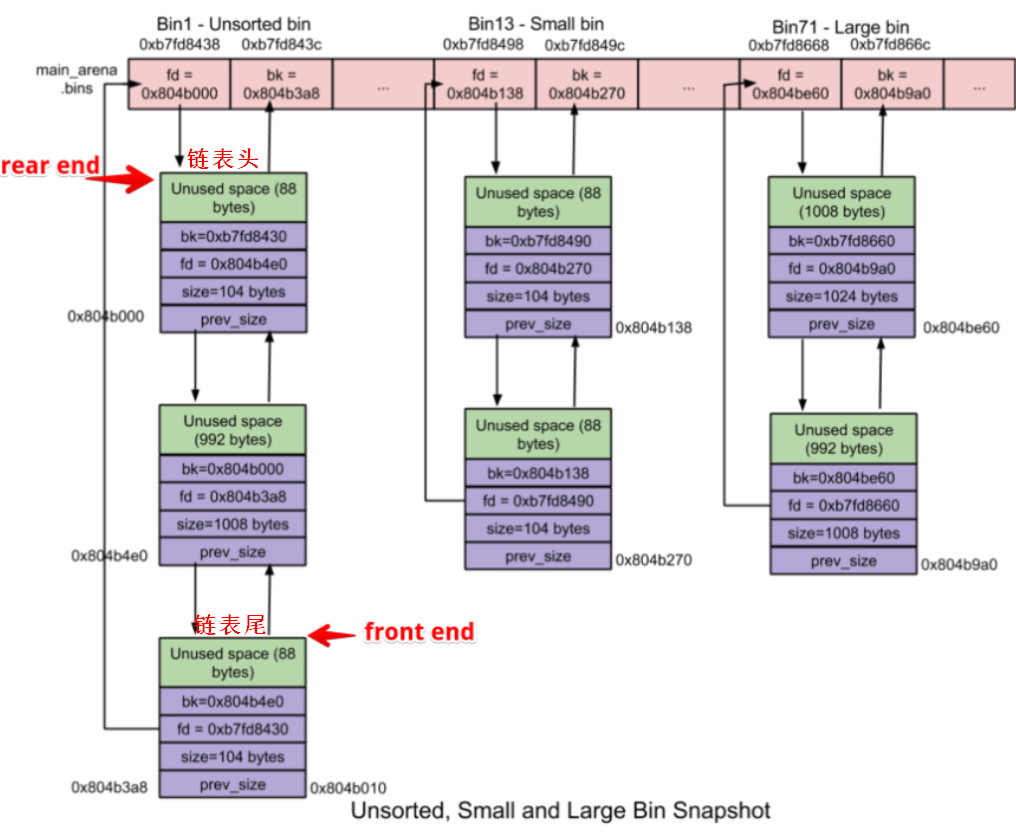 Bin1 - Unsorted bin
0xb7fd8438 0xb7fd843c
Bin13 - Small bin
0xb7fd8498 0xb7fd849c
Bin71 - Large bin
0xb7fd8668 0xb7fd866c
main_arena
.bins
fd =
0x804b000
bk =
0x804b3a8
...
fd =
0x804b138
bk =
0x804b270
...
fd =
0x804be60
bk =
0x804b9a0
...
rear end
链表头
Unused space (88
bytes)
bk=0xb7fd8430
fd = 0x804b4e0
size=104 bytes
prev_size
0x804b000
Unused space
(992 bytes)
bk=0x804b000
fd = 0x804b3a8
size=1008 bytes
prev_size
0x804b4e0
链表尾
front end
Unused space (88
bytes)
bk=0x804b4e0
fd = 0xb7fd8430
size=104 bytes
prev_size
0x804b3a8
0x804b010
Unused space (88
bytes)
bk=0xb7fd8490
fd = 0x804b270
size=104 bytes
prev_size
0x804b138
Unused space (88
bytes)
bk=0x804b138
fd = 0xb7fd8490
size=104 bytes
prev_size
0x804b270
Unused space
(1008 bytes)
bk=0xb7fd8660
fd = 0x804b9a0
size=1024 bytes
prev_size
0x804be60
Unused space
(992 bytes)
bk=0x804be60
fd = 0xb7fd8660
size=1008 bytes
prev_size
0x804b9a0
Unsorted, Small and Large Bin Snapshot